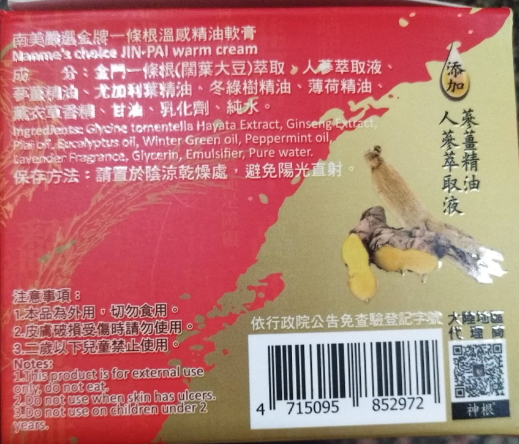 南美嚴選金牌一條根溫感精油軟膏
Nanme's choice JIN-PAI warm cream
成 分：金門一條根(闊葉大豆)萃取，人蔘萃取液、
蔘薑精油、尤加利葉精油、冬綠樹精油、薄荷精油、
薰衣草香精、甘油、乳化劑、純水。
Ingredients: Glycine tomentella Hayata Extract, Ginseng Extract,
Plai oil, Eucalyptus oil, Winter Green oil, Peppermint oil,
Lavender Fragrance, Glycerin, Emulsifier, Pure water.
保存方法：請置於陰涼乾燥處，避免陽光直射。
添加
蔘薑精油
人蔘萃取液
注意事項：
1.本品為外用，切勿食用。
2.皮膚破損受傷時請勿使用。
3.二歲以下兒童禁止使用。
Notes:
1.This product is for external use
only, do not eat.
2.Do not use when skin has ulcers.
3.Do not use on children under 2
years.
依行政院公告免查驗登記字號
大陸地區
代理商
神根
4 715095 852972